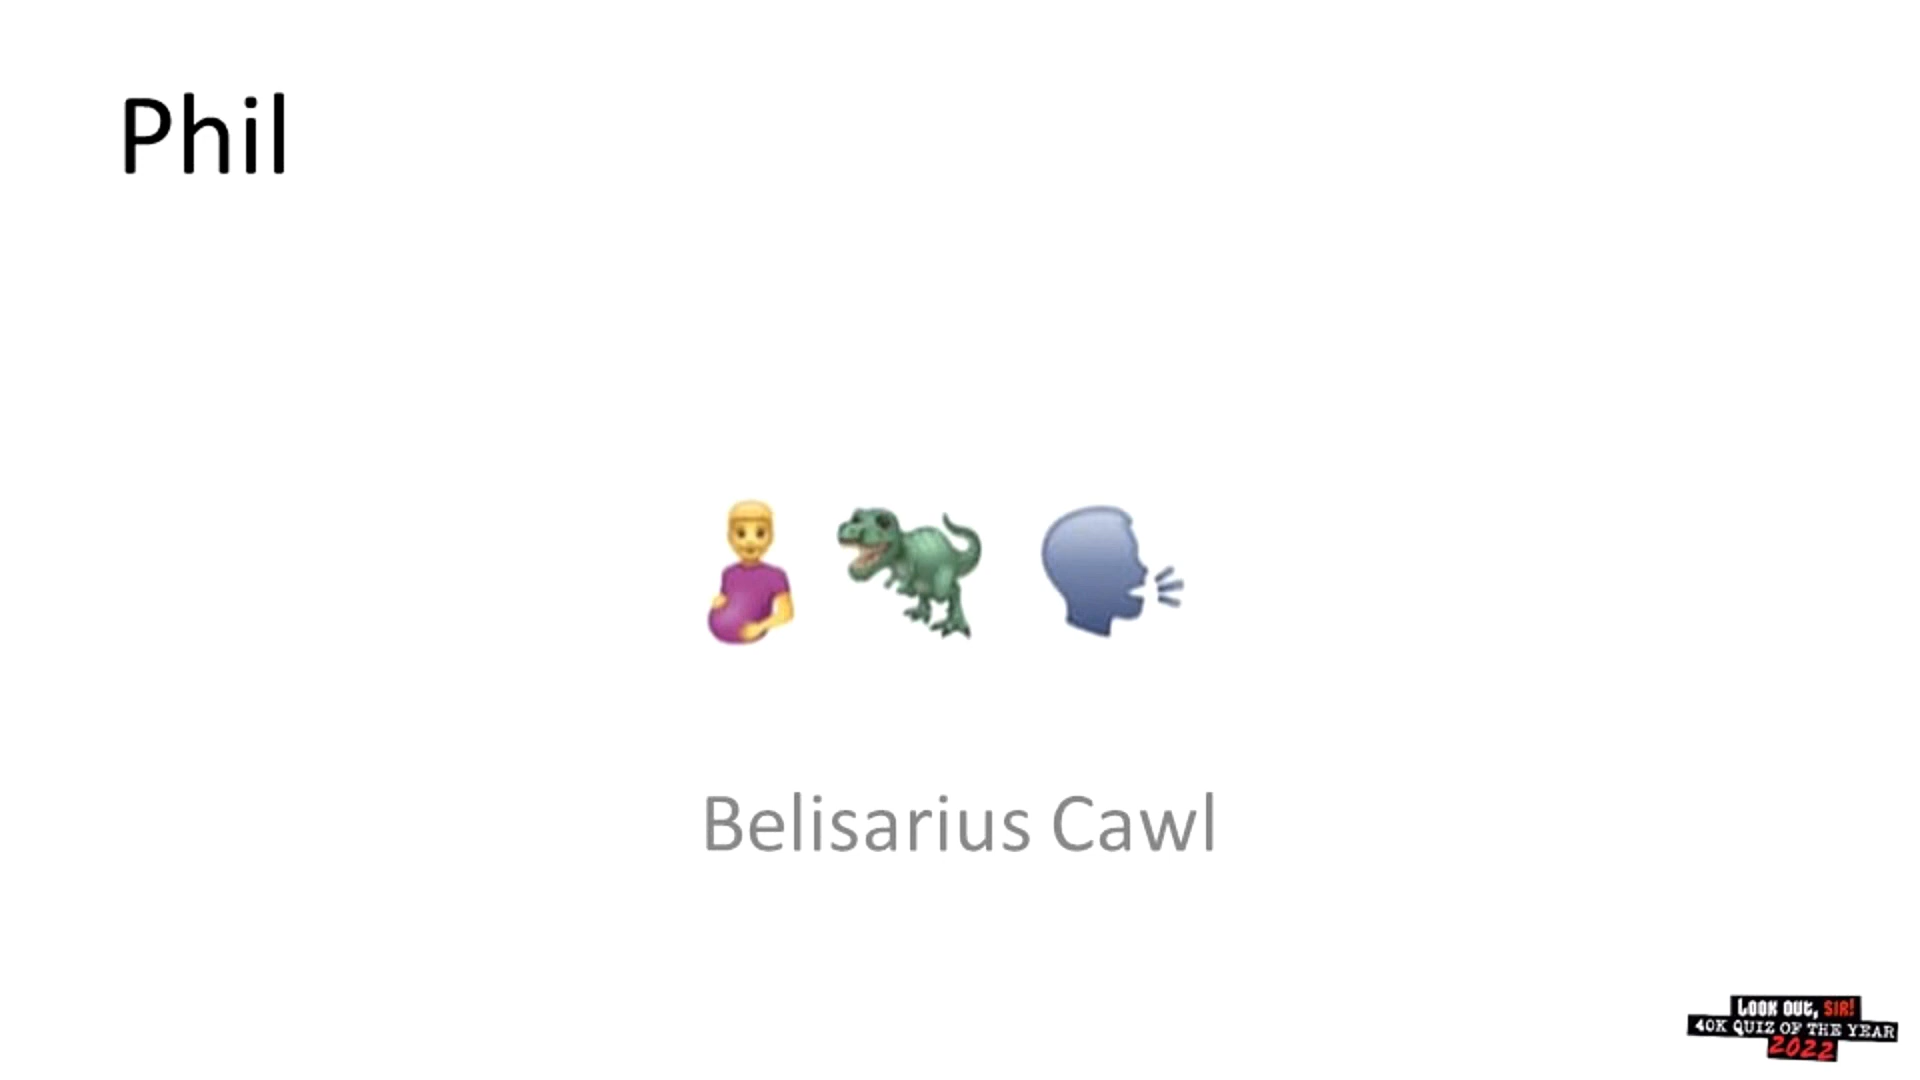 Phil
Belisarius Cawl
LOOK OUT, SIR!
40K QUIZ OF THE YEAR
2022